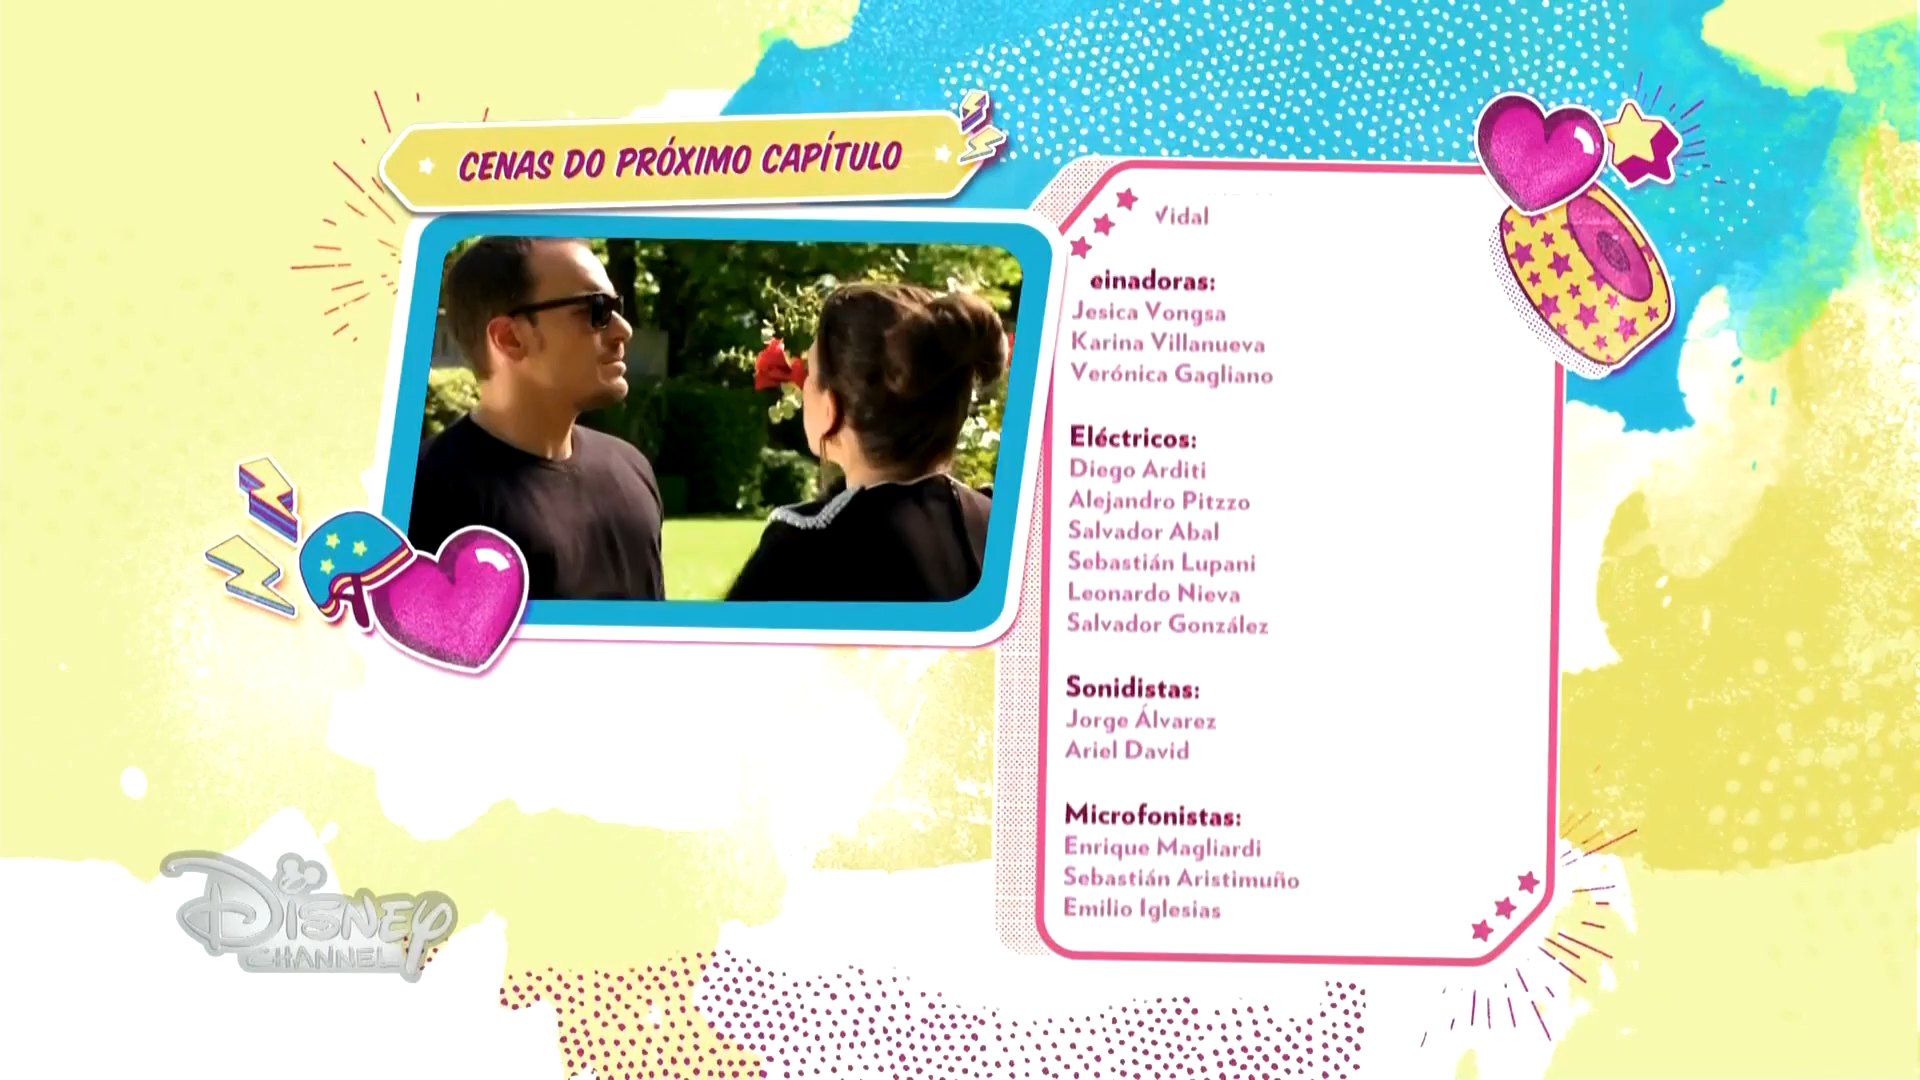 CENAS DO PRÓXIMO CAPÍTULO
Vidal
einadoras:
Jesica Vongsa
Karina Villanueva
Verónica Gagliano
Eléctricos:
Diego Arditi
Alejandro Pitzzo
Salvador Abal
Sebastián Lupani
Leonardo Nieva
Salvador González
Sonidistas:
Jorge Álvarez
Ariel David
Microfonistas:
Enrique Magliardi
Sebastián Aristimuño
Emilio Iglesias
DISNEY
CHANNEL